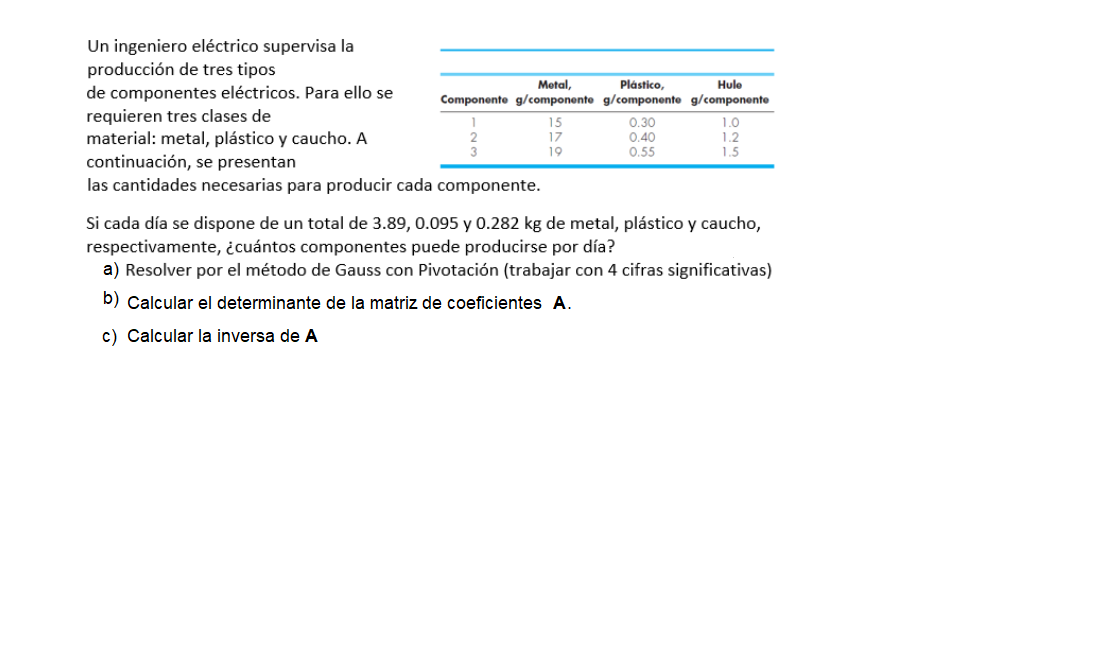 Un ingeniero eléctrico supervisa la
producción de tres tipos
de componentes eléctricos. Para ello se
requieren tres clases de
material: metal, plástico y caucho. A
continuación, se presentan
las cantidades necesarias para producir cada componente.
Metal, Plástico, Hule
Componente g/componente g/componente g/componente
1 15 0.30 1.0
2 17 0.40 1.2
3 19 0.55 1.5
Si cada día se dispone de un total de 3.89, 0.095 y 0.282 kg de metal, plástico y caucho,
respectivamente, ¿cuántos componentes puede producirse por día?
a) Resolver por el método de Gauss con Pivotación (trabajar con 4 cifras significativas)
b) Calcular el determinante de la matriz de coeficientes A.
c) Calcular la inversa de A